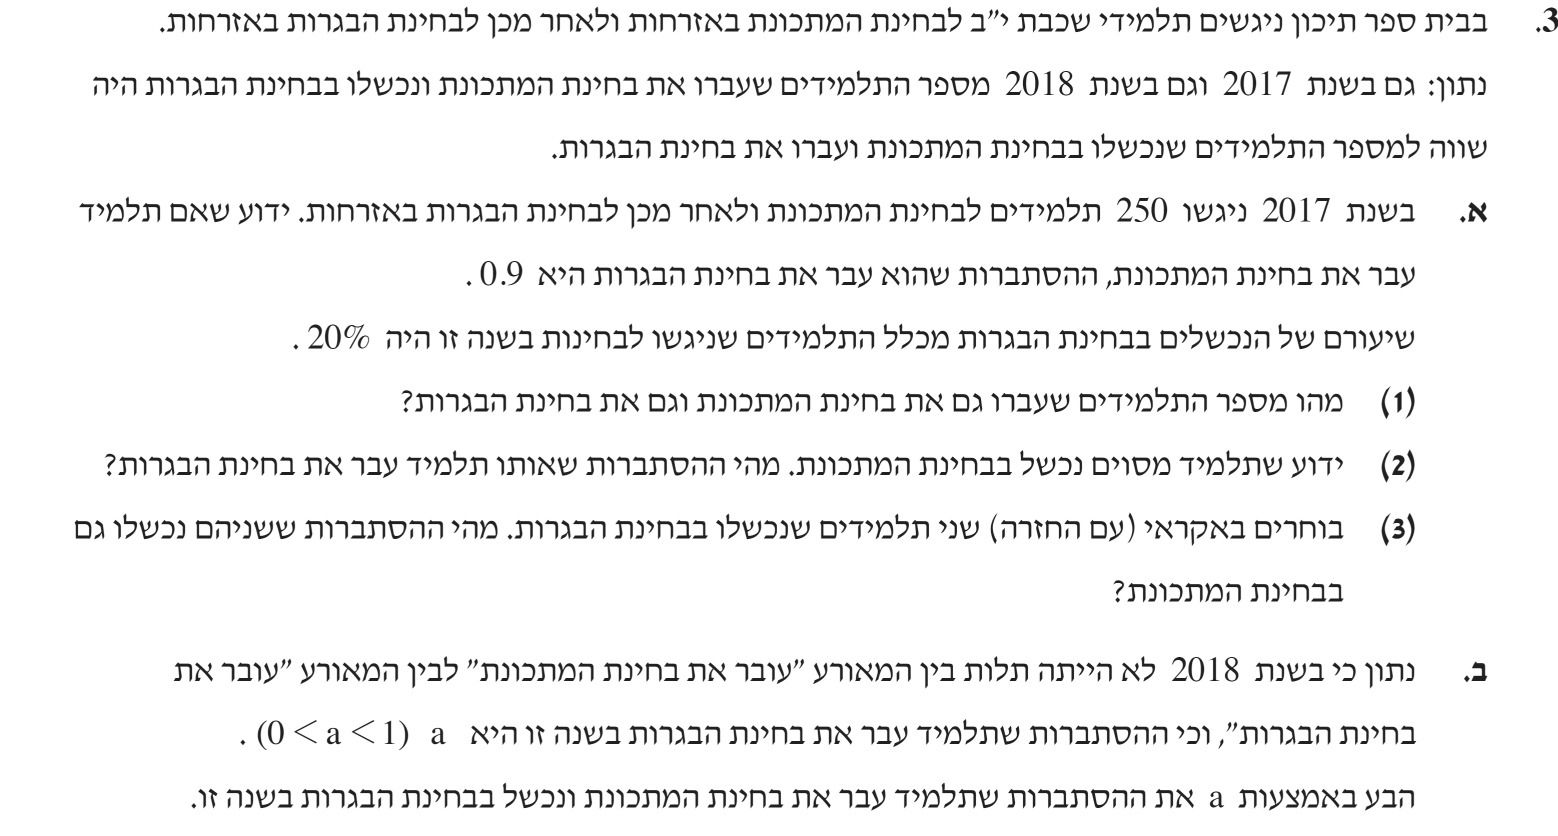 3. בבית ספר תיכון ניגשים תלמידי שכבת י"ב לבחינת המתכונת באזרחות ולאחר מכן לבחינת הבגרות באזרחות.
נתון: גם בשנת 2017 וגם בשנת 2018 מספר התלמידים שעברו את בחינת המתכונת ונכשלו בבחינת הבגרות היה
שווה למספר התלמידים שנכשלו בבחינת המתכונת ועברו את בחינת הבגרות.
א. בשנת 2017 ניגשו 250 תלמידים לבחינת המתכונת ולאחר מכן לבחינת הבגרות באזרחות. ידוע שאם תלמיד
עבר את בחינת המתכונת, ההסתברות שהוא עבר את בחינת הבגרות היא 0.9 .
שיעורם של הנכשלים בבחינת הבגרות מכלל התלמידים שניגשו לבחינות בשנה זו היה 20% .
(1) מהו מספר התלמידים שעברו גם את בחינת המתכונת וגם את בחינת הבגרות?
(2) ידוע שתלמיד מסוים נכשל בבחינת המתכונת. מהי ההסתברות שאותו תלמיד עבר את בחינת הבגרות?
(3) בוחרים באקראי (עם החזרה) שני תלמידים שנכשלו בבחינת הבגרות. מהי ההסתברות ששניהם נכשלו גם
בבחינת המתכונת?
ב. נתון כי בשנת 2018 לא הייתה תלות בין המאורע "עובר את בחינת המתכונת" לבין המאורע "עובר את
בחינת הבגרות", וכי ההסתברות שתלמיד עבר את בחינת הבגרות בשנה זו היא a (0 < a < 1) .
הבע באמצעות a את ההסתברות שתלמיד עבר את בחינת המתכונת ונכשל בבחינת הבגרות בשנה זו.